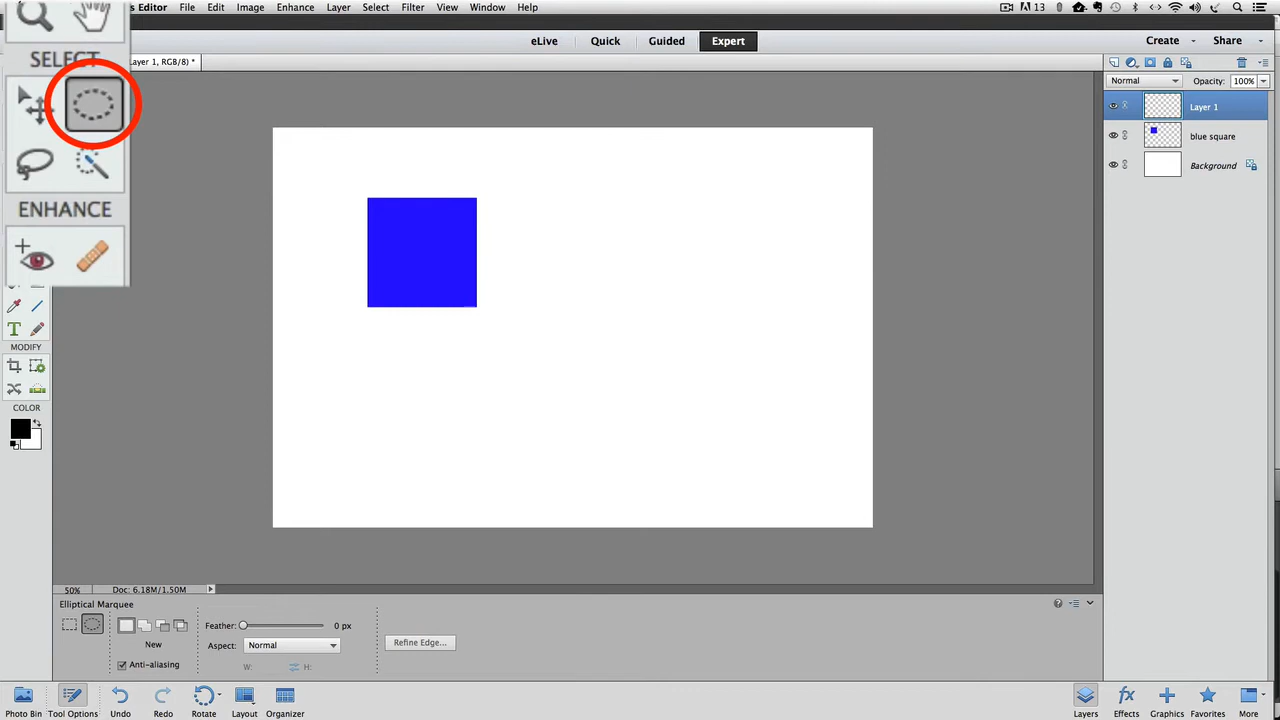 s Editor File Edit Image Enhance Layer Select Filter View Window Help 13
eLive Quick Guided Expert Create Share
SELECT
ayer 1, RGB/8) *
Normal Opacity: 100%
Layer 1
blue square
Background
ENHANCE
T
MODIFY
COLOR
50% Doc: 6.18M/1.50M
Elliptical Marquee
Feather: 0 px
New
Aspect: Normal
Refine Edge...
Anti-aliasing
W: H:
Photo Bin Tool Options Undo Redo Rotate Layout Organizer Layers Effects Graphics Favorites More